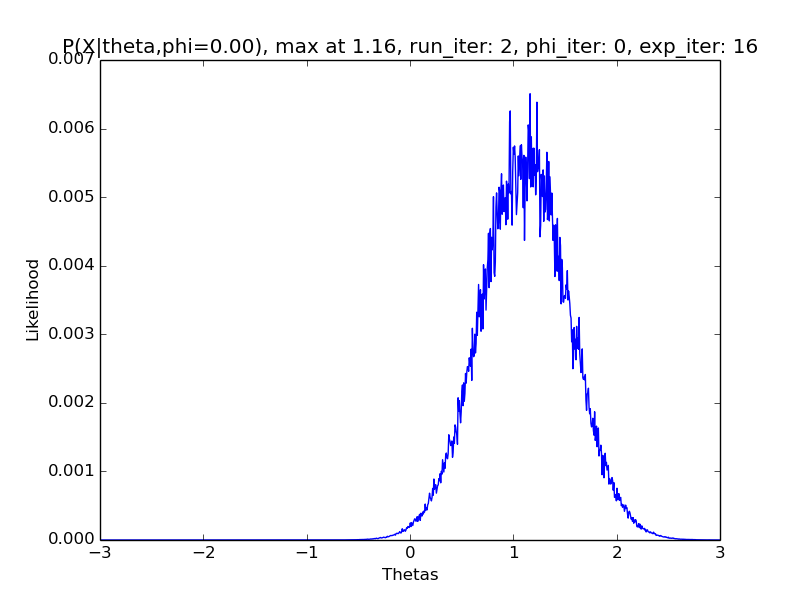 P(X|theta,phi=0.00), max at 1.16, run_iter: 2, phi_iter: 0, exp_iter: 16
0.007
0.006
0.005
0.004
0.003
0.002
0.001
0.000
Likelihood
−3 −2 −1 0 1 2 3
Thetas